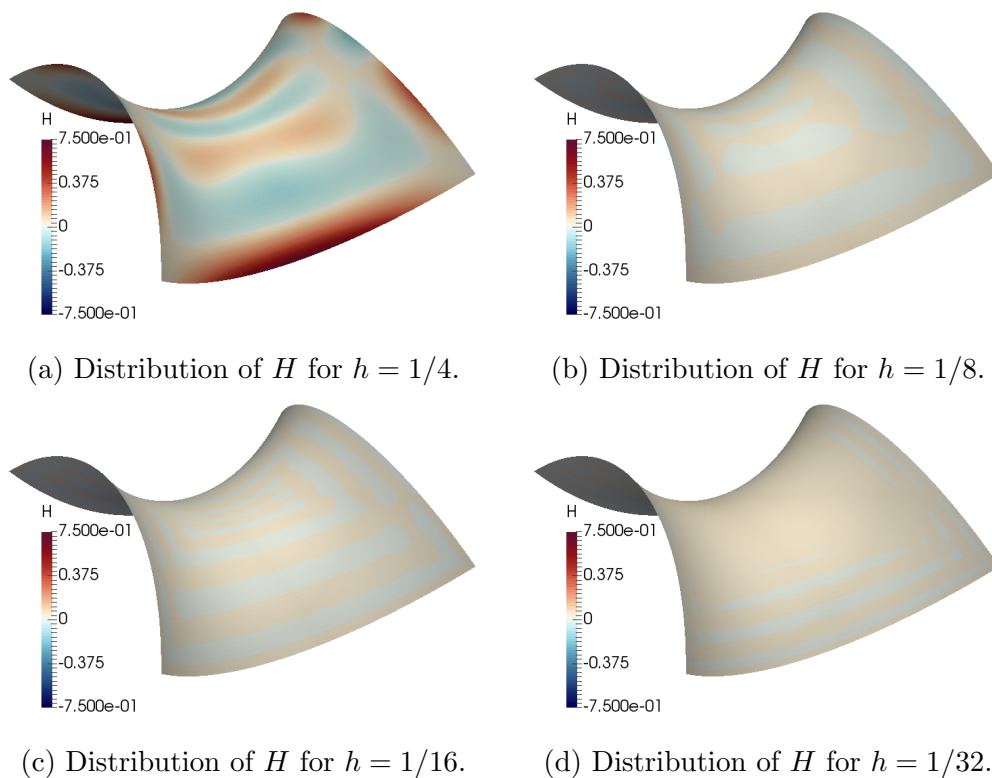 H
7.500e-01
0.375
0
-0.375
-7.500e-01
(a) Distribution of H for h = 1/4.
H
7.500e-01
0.375
0
-0.375
-7.500e-01
(b) Distribution of H for h = 1/8.
H
7.500e-01
0.375
0
-0.375
-7.500e-01
(c) Distribution of H for h = 1/16.
H
7.500e-01
0.375
0
-0.375
-7.500e-01
(d) Distribution of H for h = 1/32.